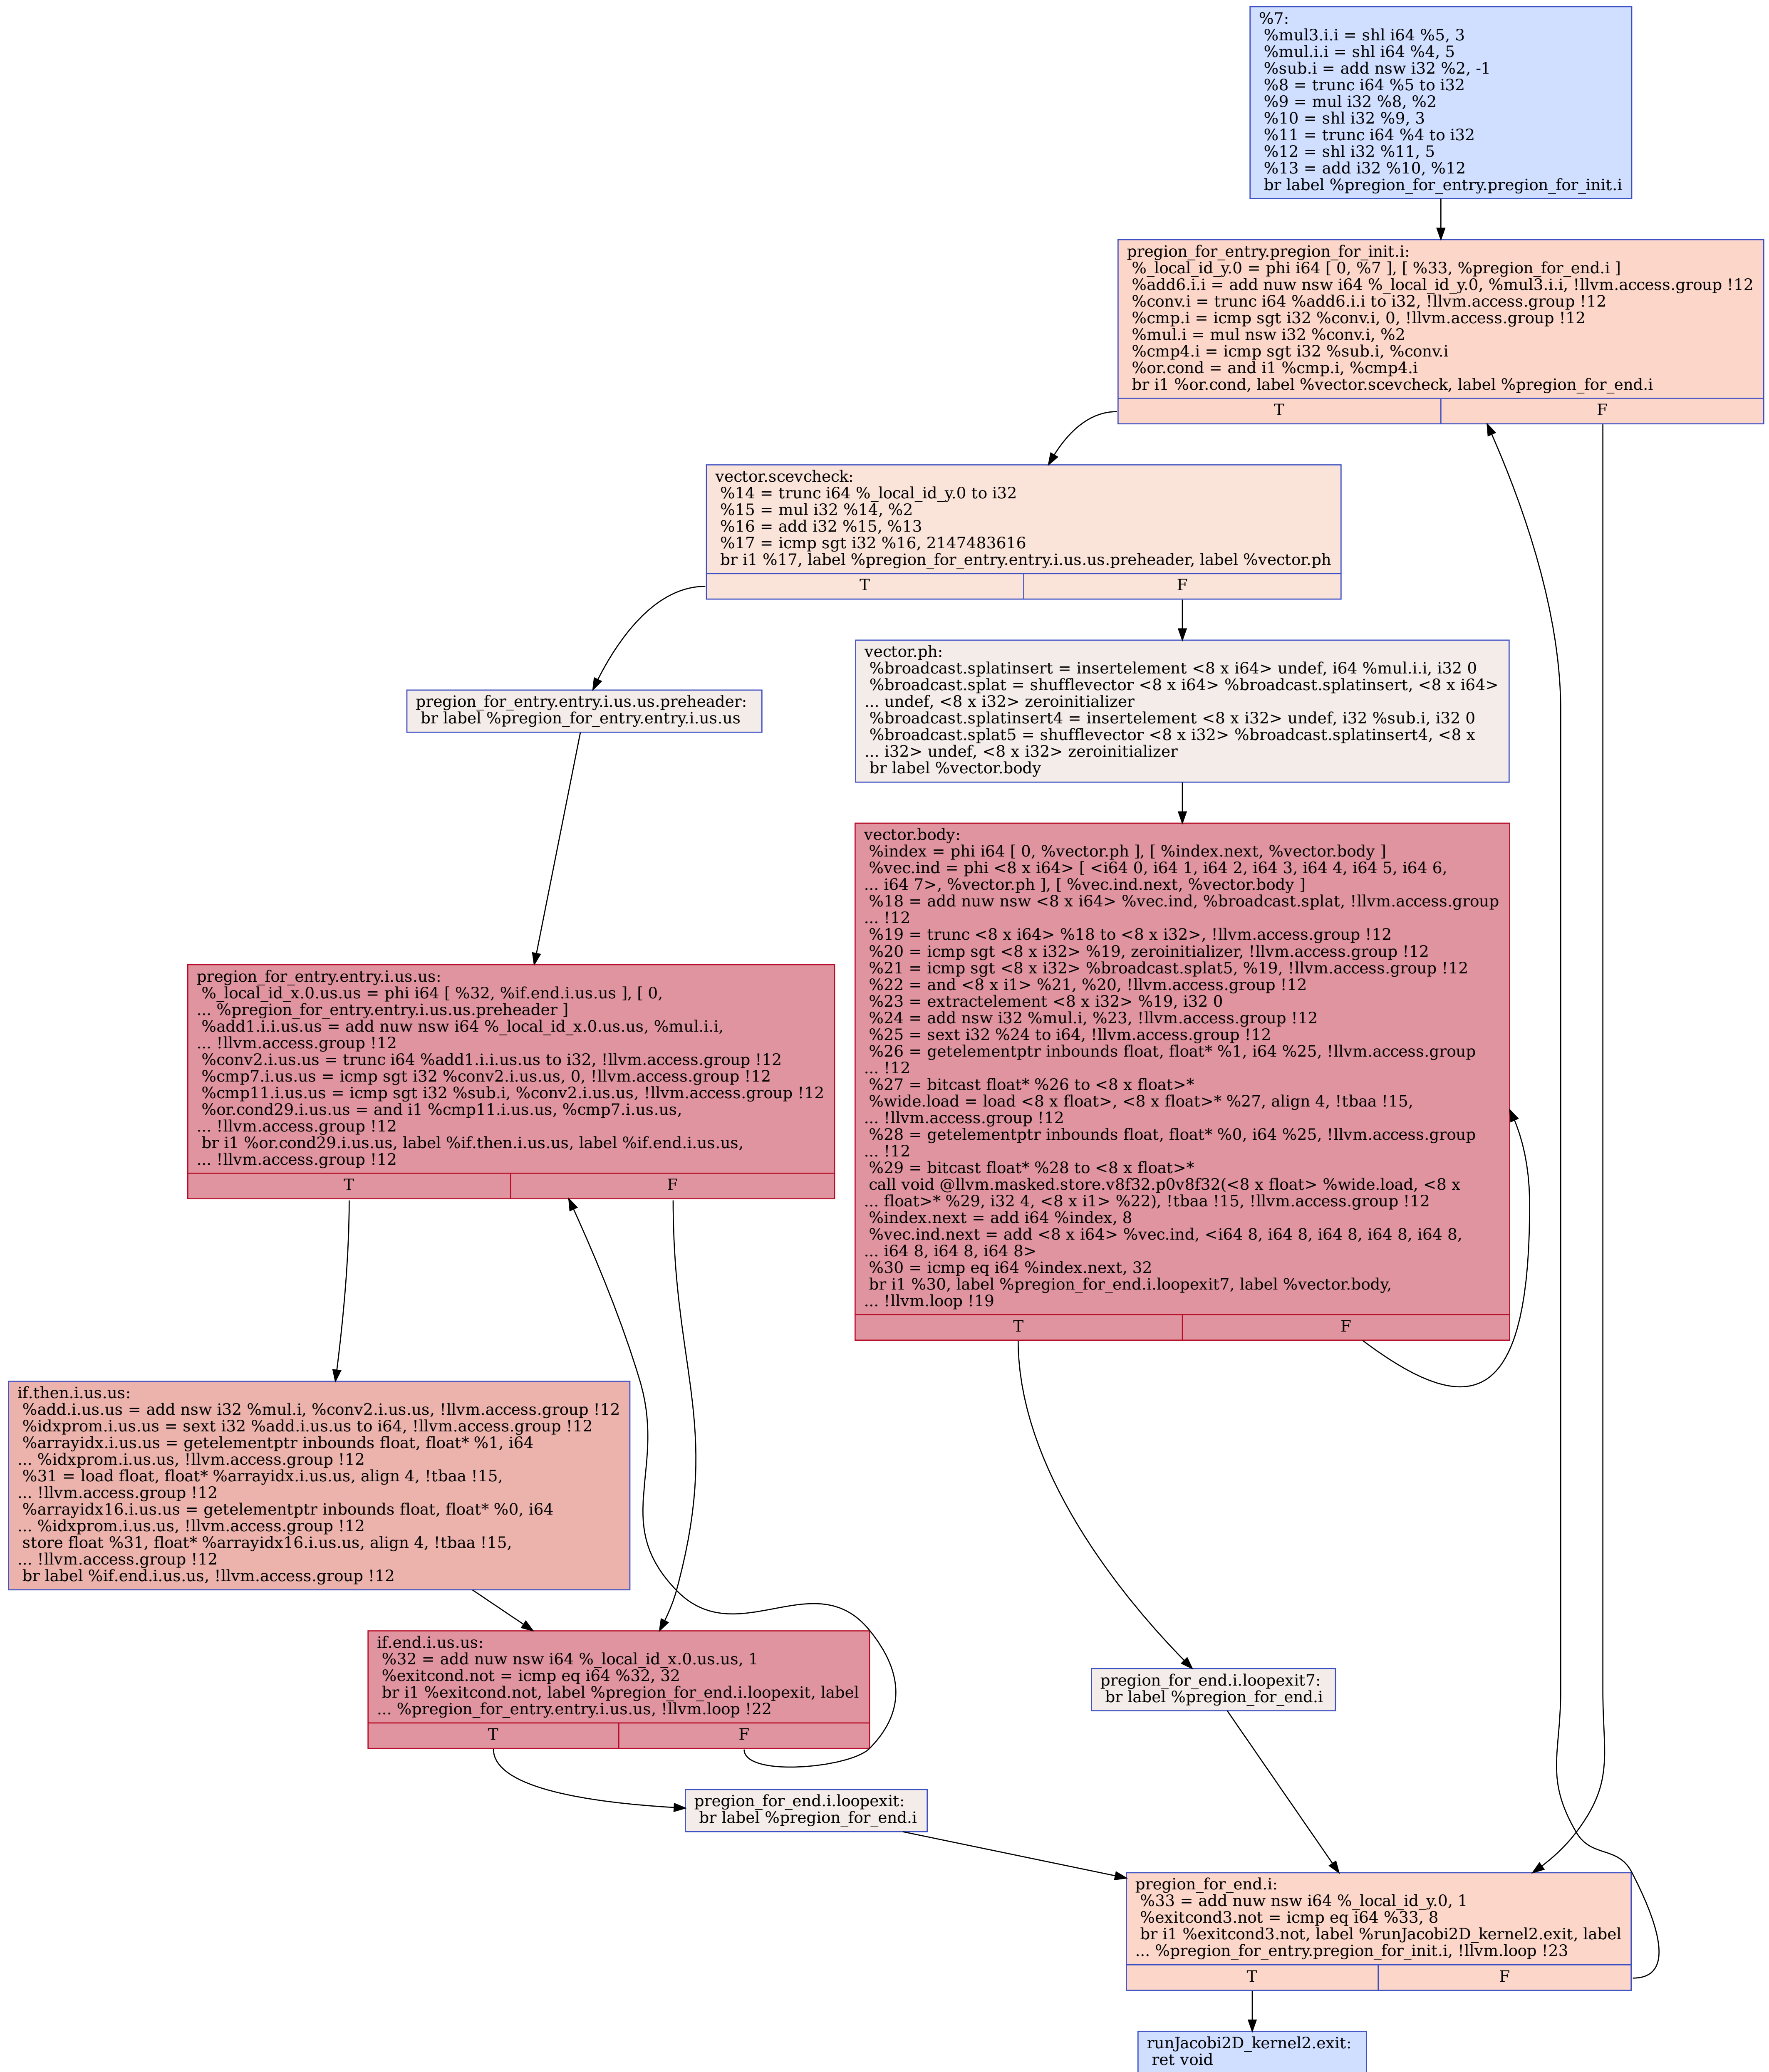 %7:
%mul3.i.i = shl i64 %5, 3
%mul.i.i = shl i64 %4, 5
%sub.i = add nsw i32 %2, -1
%8 = trunc i64 %5 to i32
%9 = mul i32 %8, %2
%10 = shl i32 %9, 3
%11 = trunc i64 %4 to i32
%12 = shl i32 %11, 5
%13 = add i32 %10, %12
br label %pregion_for_entry.pregion_for_init.i
pregion_for_entry.pregion_for_init.i:
%_local_id_y.0 = phi i64 [ 0, %7 ], [ %33, %pregion_for_end.i ]
%add6.i.i = add nuw nsw i64 %_local_id_y.0, %mul3.i.i, !llvm.access.group !12
%conv.i = trunc i64 %add6.i.i to i32, !llvm.access.group !12
%cmp.i = icmp sgt i32 %conv.i, 0, !llvm.access.group !12
%mul.i = mul nsw i32 %conv.i, %2
%cmp4.i = icmp sgt i32 %sub.i, %conv.i
%or.cond = and i1 %cmp.i, %cmp4.i
br i1 %or.cond, label %vector.scevcheck, label %pregion_for_end.i
T F
vector.scevcheck:
%14 = trunc i64 %_local_id_y.0 to i32
%15 = mul i32 %14, %2
%16 = add i32 %15, %13
%17 = icmp sgt i32 %16, 2147483616
br i1 %17, label %pregion_for_entry.entry.i.us.us.preheader, label %vector.ph
T F
pregion_for_entry.entry.i.us.us.preheader:
br label %pregion_for_entry.entry.i.us.us
vector.ph:
%broadcast.splatinsert = insertelement <8 x i64> undef, i64 %mul.i.i, i32 0
%broadcast.splat = shufflevector <8 x i64> %broadcast.splatinsert, <8 x i64>
... undef, <8 x i32> zeroinitializer
%broadcast.splatinsert4 = insertelement <8 x i32> undef, i32 %sub.i, i32 0
%broadcast.splat5 = shufflevector <8 x i32> %broadcast.splatinsert4, <8 x
... i32> undef, <8 x i32> zeroinitializer
br label %vector.body
vector.body:
%index = phi i64 [ 0, %vector.ph ], [ %index.next, %vector.body ]
%vec.ind = phi <8 x i64> [ <i64 0, i64 1, i64 2, i64 3, i64 4, i64 5, i64 6,
... i64 7>, %vector.ph ], [ %vec.ind.next, %vector.body ]
%18 = add nuw nsw <8 x i64> %vec.ind, %broadcast.splat, !llvm.access.group
... !12
%19 = trunc <8 x i64> %18 to <8 x i32>, !llvm.access.group !12
%20 = icmp sgt <8 x i32> %19, zeroinitializer, !llvm.access.group !12
%21 = icmp sgt <8 x i32> %broadcast.splat5, %19, !llvm.access.group !12
%22 = and <8 x i1> %21, %20, !llvm.access.group !12
%23 = extractelement <8 x i32> %19, i32 0
%24 = add nsw i32 %mul.i, %23, !llvm.access.group !12
%25 = sext i32 %24 to i64, !llvm.access.group !12
%26 = getelementptr inbounds float, float* %1, i64 %25, !llvm.access.group
... !12
%27 = bitcast float* %26 to <8 x float>*
%wide.load = load <8 x float>, <8 x float>* %27, align 4, !tbaa !15,
... !llvm.access.group !12
%28 = getelementptr inbounds float, float* %0, i64 %25, !llvm.access.group
... !12
%29 = bitcast float* %28 to <8 x float>*
call void @llvm.masked.store.v8f32.p0v8f32(<8 x float> %wide.load, <8 x
... float>* %29, i32 4, <8 x i1> %22), !tbaa !15, !llvm.access.group !12
%index.next = add i64 %index, 8
%vec.ind.next = add <8 x i64> %vec.ind, <i64 8, i64 8, i64 8, i64 8, i64 8,
... i64 8, i64 8, i64 8>
%30 = icmp eq i64 %index.next, 32
br i1 %30, label %pregion_for_end.i.loopexit7, label %vector.body,
... !llvm.loop !19
T F
pregion_for_entry.entry.i.us.us:
%_local_id_x.0.us.us = phi i64 [ %32, %if.end.i.us.us ], [ 0,
... %pregion_for_entry.entry.i.us.us.preheader ]
%add1.i.i.us.us = add nuw nsw i64 %_local_id_x.0.us.us, %mul.i.i,
... !llvm.access.group !12
%conv2.i.us.us = trunc i64 %add1.i.i.us.us to i32, !llvm.access.group !12
%cmp7.i.us.us = icmp sgt i32 %conv2.i.us.us, 0, !llvm.access.group !12
%cmp11.i.us.us = icmp sgt i32 %sub.i, %conv2.i.us.us, !llvm.access.group !12
%or.cond29.i.us.us = and i1 %cmp11.i.us.us, %cmp7.i.us.us,
... !llvm.access.group !12
br i1 %or.cond29.i.us.us, label %if.then.i.us.us, label %if.end.i.us.us,
... !llvm.access.group !12
T F
if.then.i.us.us:
%add.i.us.us = add nsw i32 %mul.i, %conv2.i.us.us, !llvm.access.group !12
%idxprom.i.us.us = sext i32 %add.i.us.us to i64, !llvm.access.group !12
%arrayidx.i.us.us = getelementptr inbounds float, float* %1, i64
... %idxprom.i.us.us, !llvm.access.group !12
%31 = load float, float* %arrayidx.i.us.us, align 4, !tbaa !15,
... !llvm.access.group !12
%arrayidx16.i.us.us = getelementptr inbounds float, float* %0, i64
... %idxprom.i.us.us, !llvm.access.group !12
store float %31, float* %arrayidx16.i.us.us, align 4, !tbaa !15,
... !llvm.access.group !12
br label %if.end.i.us.us, !llvm.access.group !12
if.end.i.us.us:
%32 = add nuw nsw i64 %_local_id_x.0.us.us, 1
%exitcond.not = icmp eq i64 %32, 32
br i1 %exitcond.not, label %pregion_for_end.i.loopexit, label
... %pregion_for_entry.entry.i.us.us, !llvm.loop !22
T F
pregion_for_end.i.loopexit7:
br label %pregion_for_end.i
pregion_for_end.i.loopexit:
br label %pregion_for_end.i
pregion_for_end.i:
%33 = add nuw nsw i64 %_local_id_y.0, 1
%exitcond3.not = icmp eq i64 %33, 8
br i1 %exitcond3.not, label %runJacobi2D_kernel2.exit, label
... %pregion_for_entry.pregion_for_init.i, !llvm.loop !23
T F
runJacobi2D_kernel2.exit:
ret void